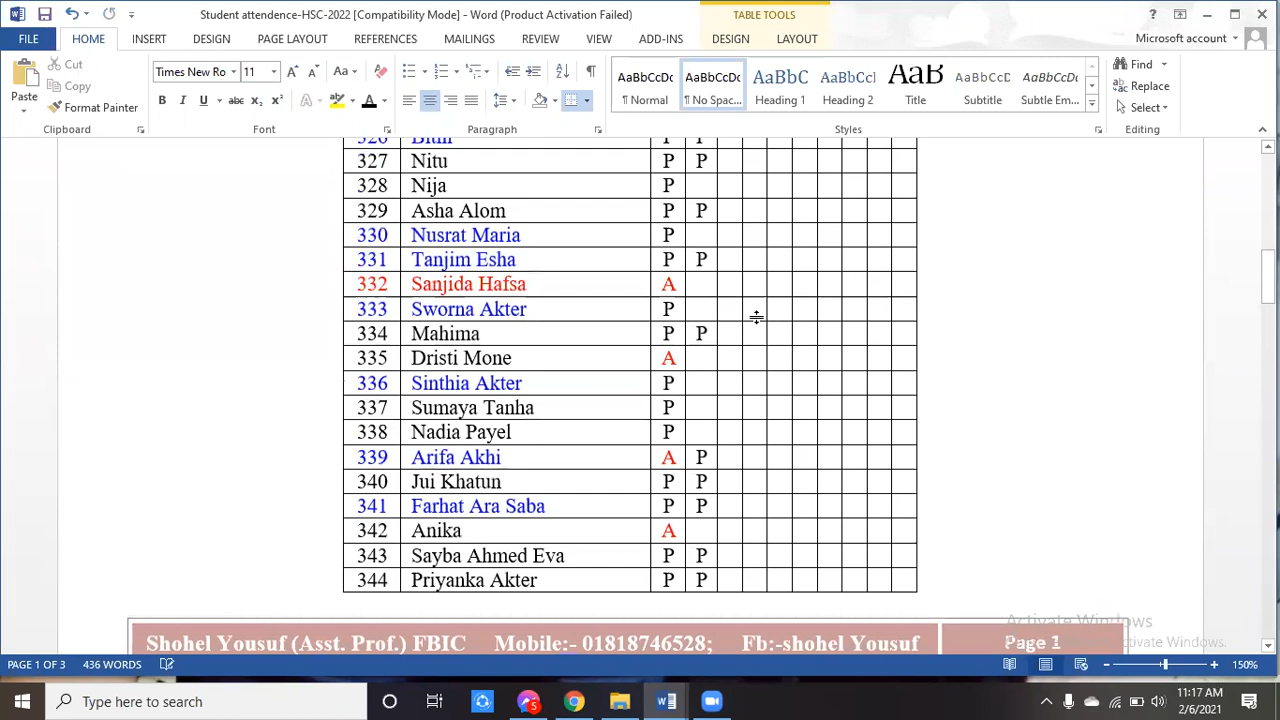 Student attendence-HSC-2022 [Compatibility Mode] - Word (Product Activation Failed)
TABLE TOOLS
?
FILE HOME INSERT DESIGN PAGE LAYOUT REFERENCES MAILINGS REVIEW VIEW ADD-INS DESIGN LAYOUT Microsoft account
Cut
Copy
Format Painter
Paste
Times New Ro 11
AaBbCcDc AaBbCcDc AaBbC AaBbCc AaB AaBbCcD AaBbCcDc
¶ Normal ¶ No Spac... Heading Heading 2 Title Subtitle Subtle Em...
Find
Replace
Select
Clipboard Font Paragraph Styles Editing
327 Nitu P P
328 Nija P
329 Asha Alom P P
330 Nusrat Maria P
331 Tanjim Esha P P
332 Sanjida Hafsa A
333 Sworna Akter P
334 Mahima P P
335 Dristi Mone A
336 Sinthia Akter P
337 Sumaya Tanha P
338 Nadia Payel P
339 Arifa Akhi A P
340 Jui Khatun P P
341 Farhat Ara Saba P P
342 Anika A
343 Sayba Ahmed Eva P P
344 Priyanka Akter P P
Activate Windows
Shohel Yousuf (Asst. Prof.) FBIC Mobile:- 01818746528; Fb:-shohel Yousuf Page 1
PAGE 1 OF 3 436 WORDS 150%
Type here to search
11:17 AM
2/6/2021